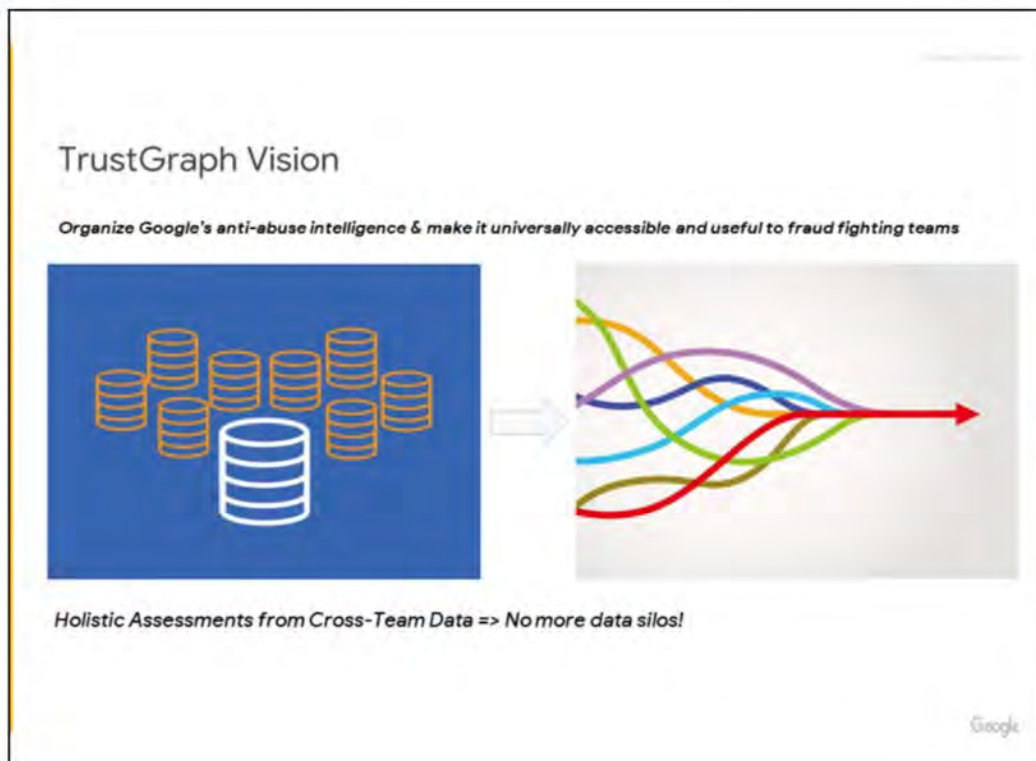 TrustGraph Vision
Organize Google's anti-abuse intelligence & make it universally accessible and useful to fraud fighting teams
Holistic Assessments from Cross-Team Data => No more data silos!
Google